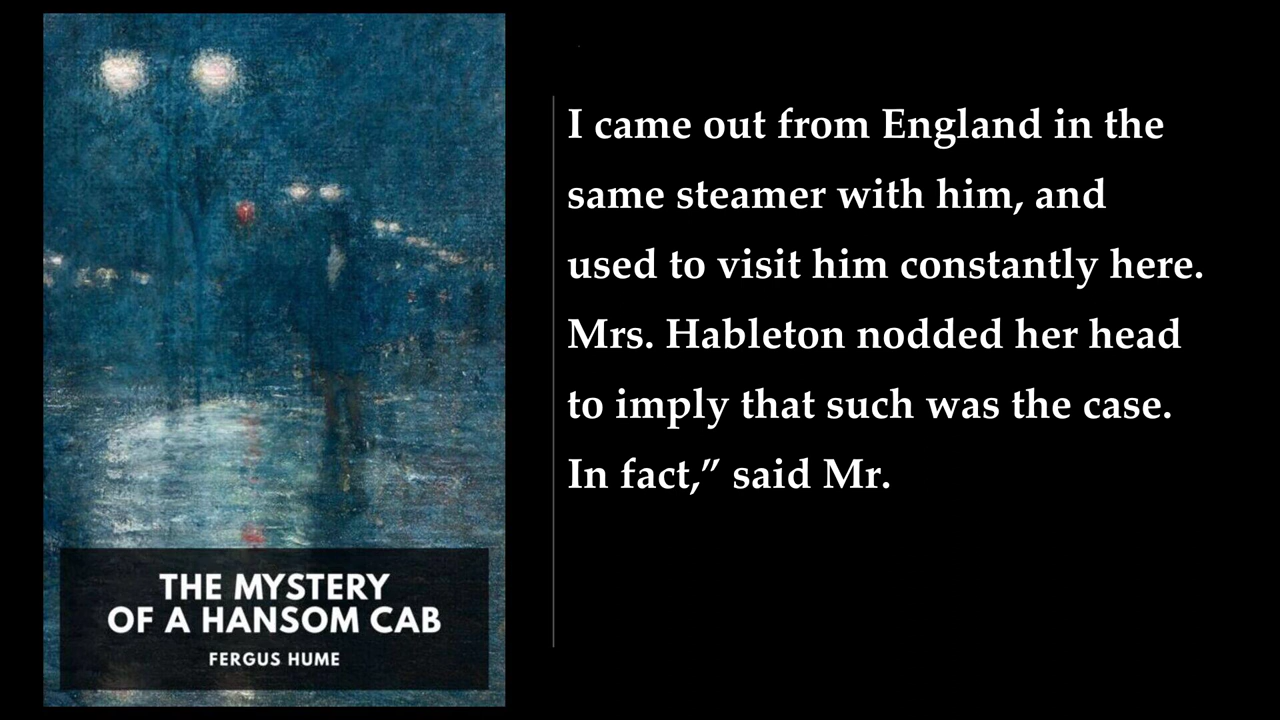 THE MYSTERY
OF A HANSOM CAB
FERGUS HUME
I came out from England in the
same steamer with him, and
used to visit him constantly here.
Mrs. Hableton nodded her head
to imply that such was the case.
In fact,” said Mr.